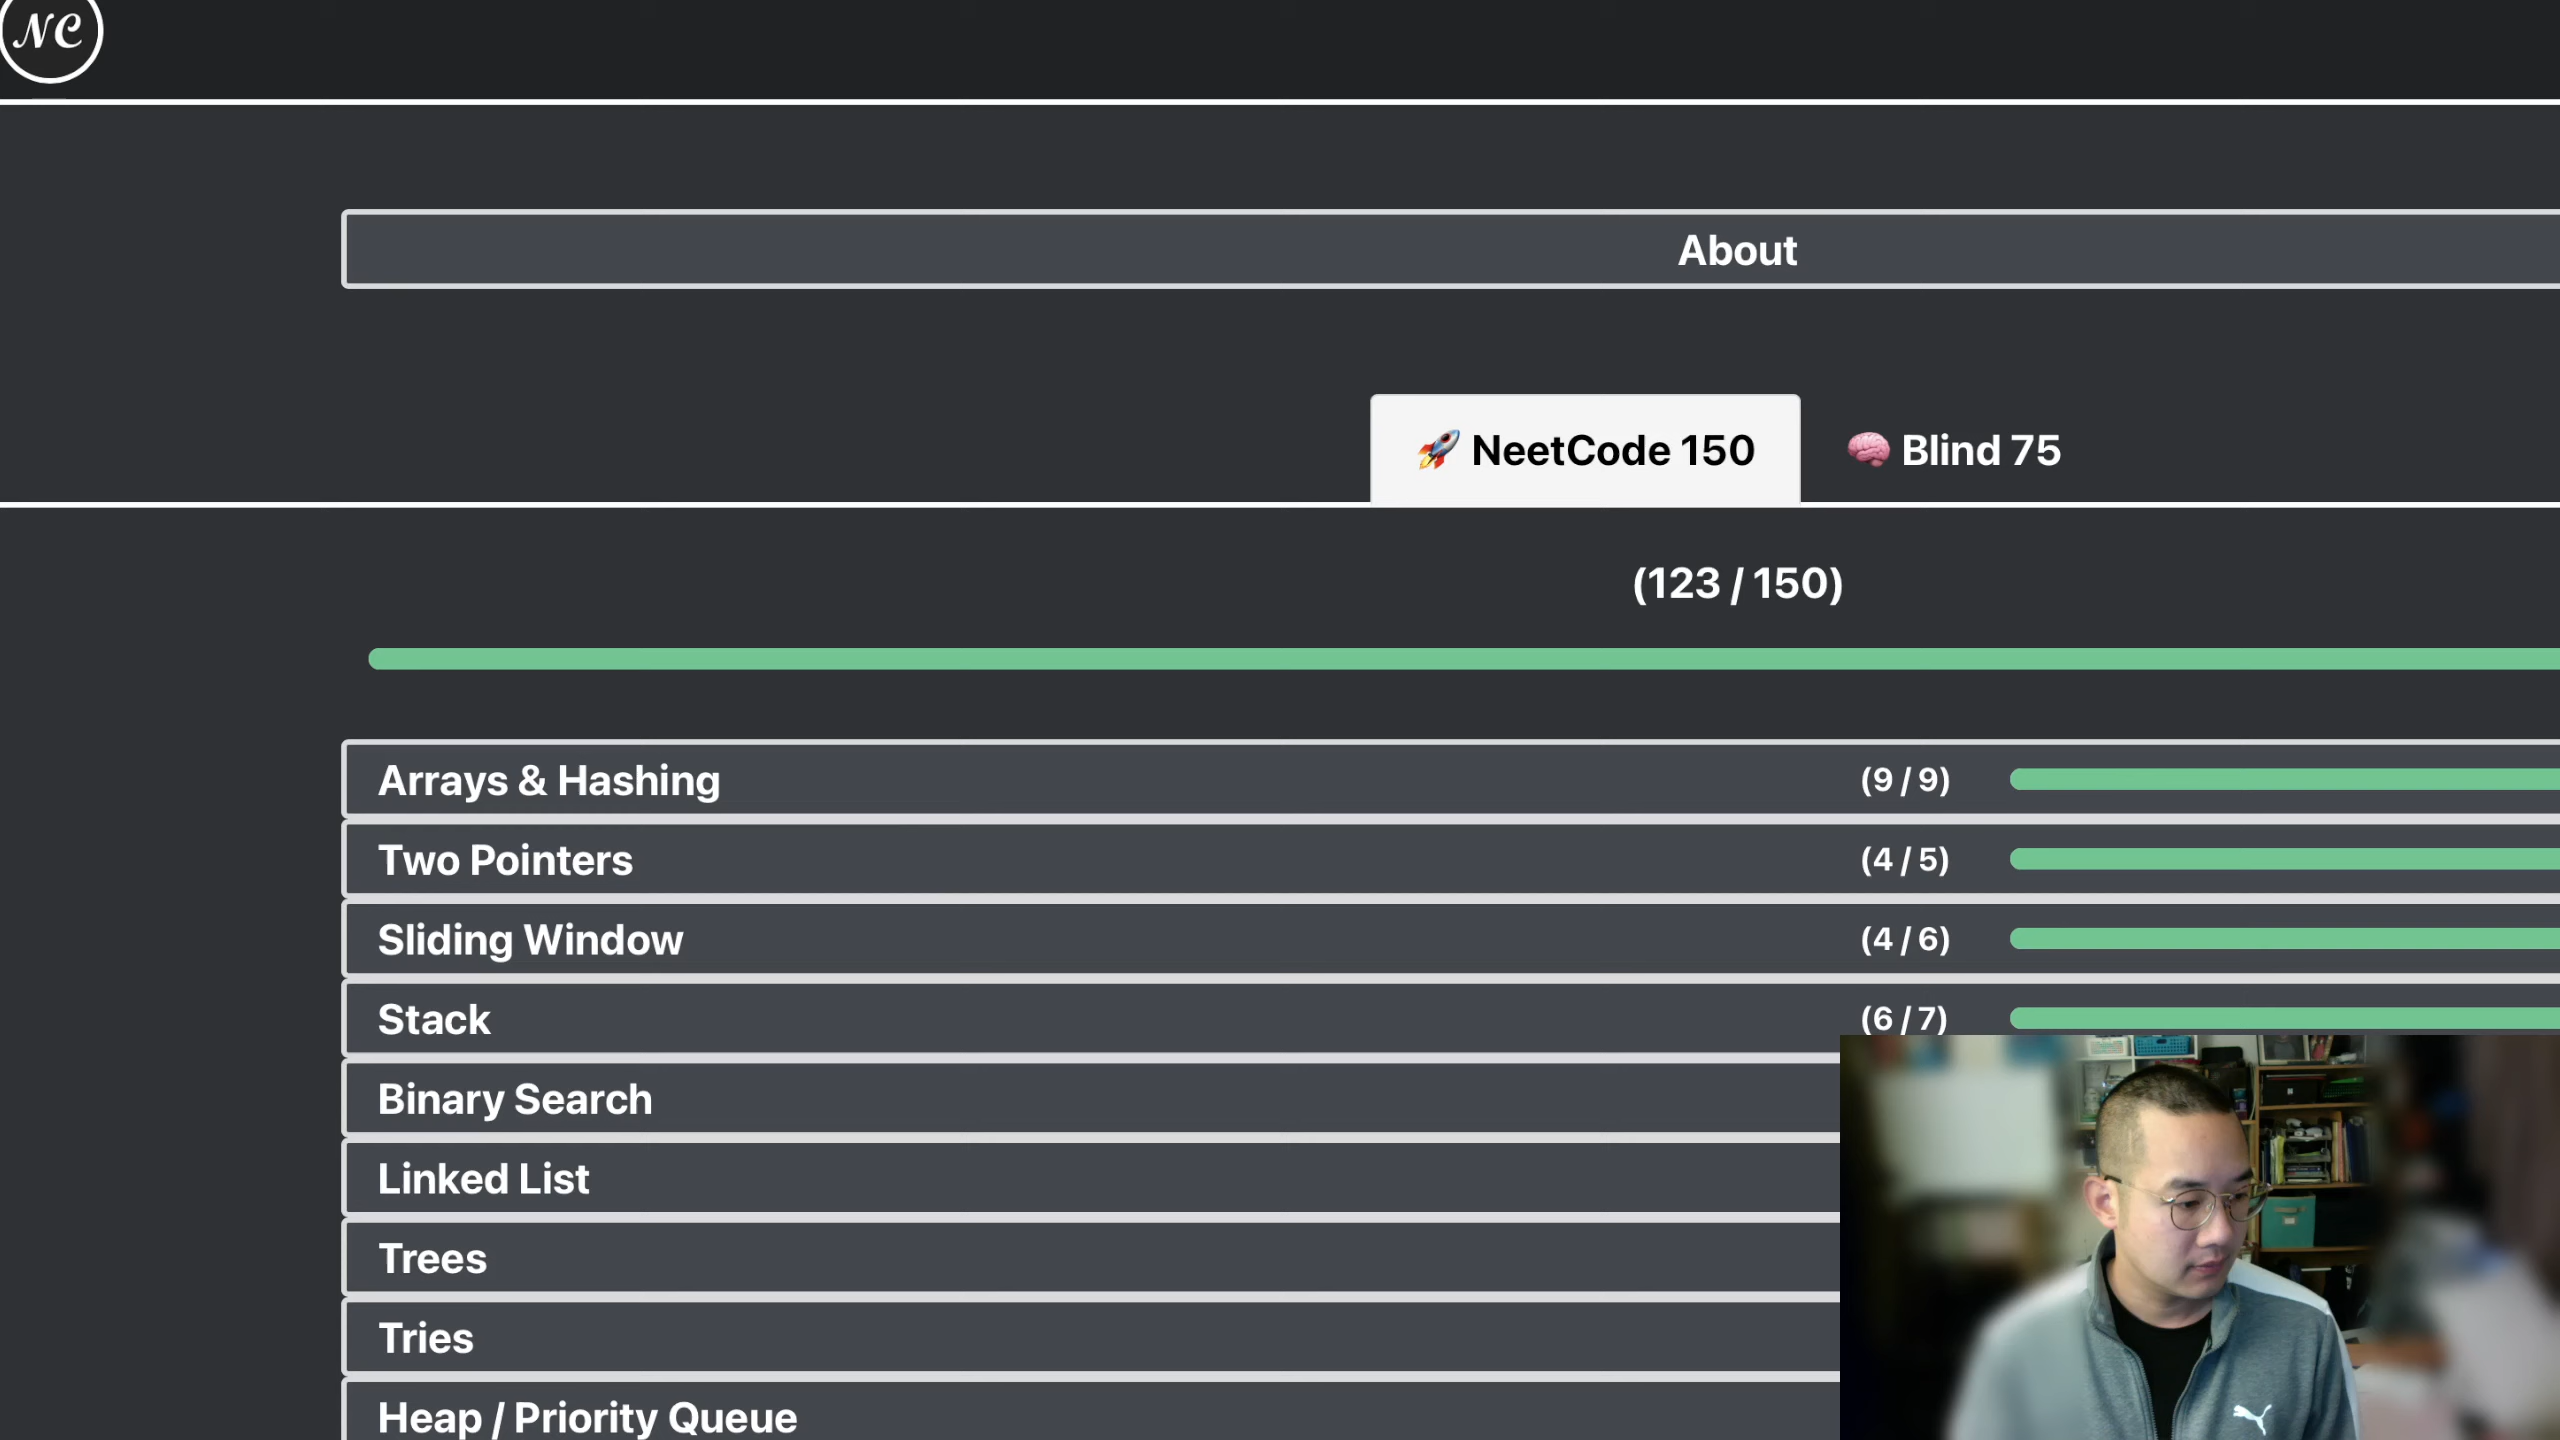 NC
About
🚀 NeetCode 150
🧠 Blind 75
(123 / 150)
Arrays & Hashing (9 / 9)
Two Pointers (4 / 5)
Sliding Window (4 / 6)
Stack (6 / 7)
Binary Search
Linked List
Trees
Tries
Heap / Priority Queue